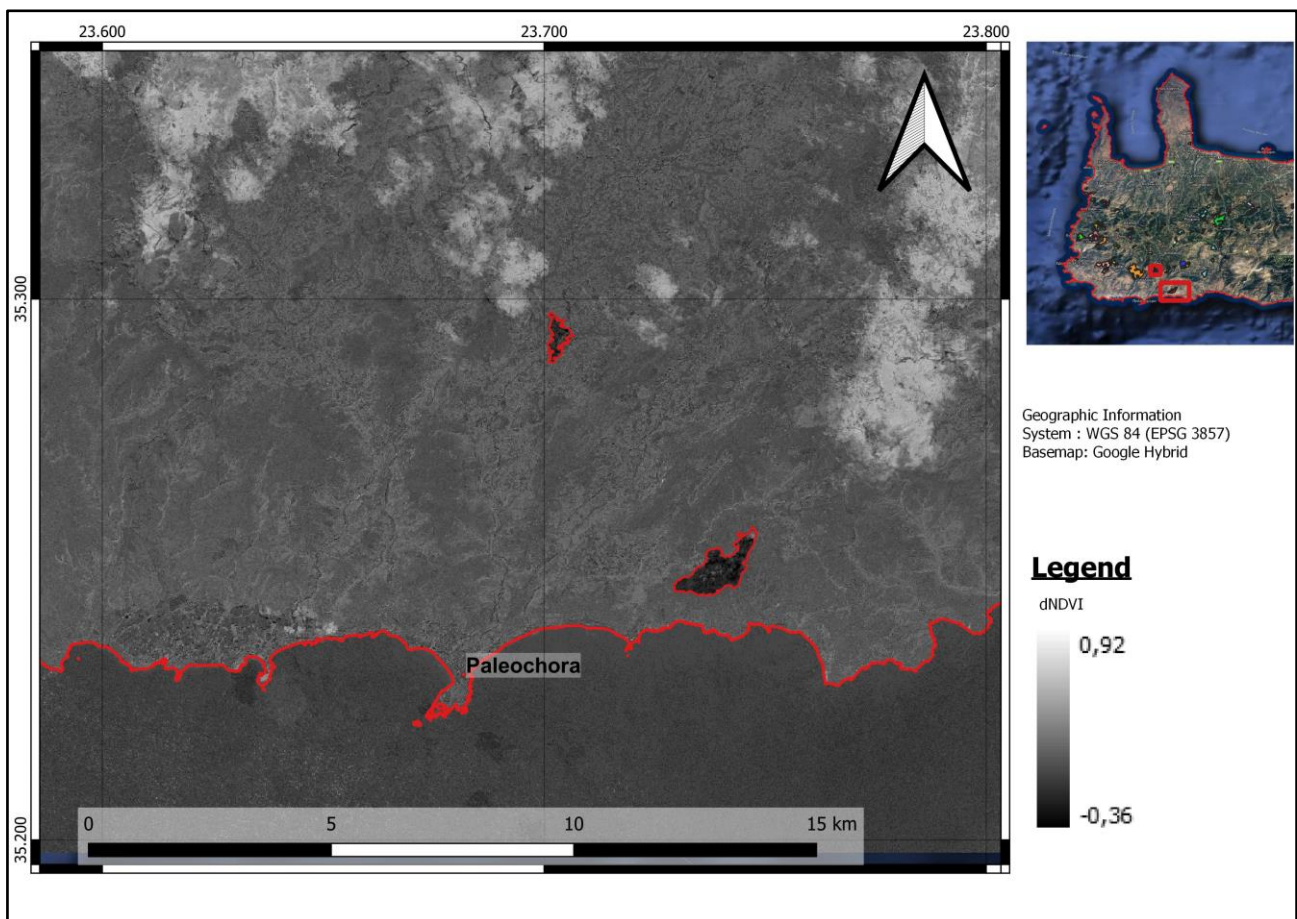 23.600
23.700
23.800
35.300
35.200
Paleochora
0
5
10
15 km
Geographic Information
System : WGS 84 (EPSG 3857)
Basemap: Google Hybrid
Legend
dNDVI
0,92
-0,36